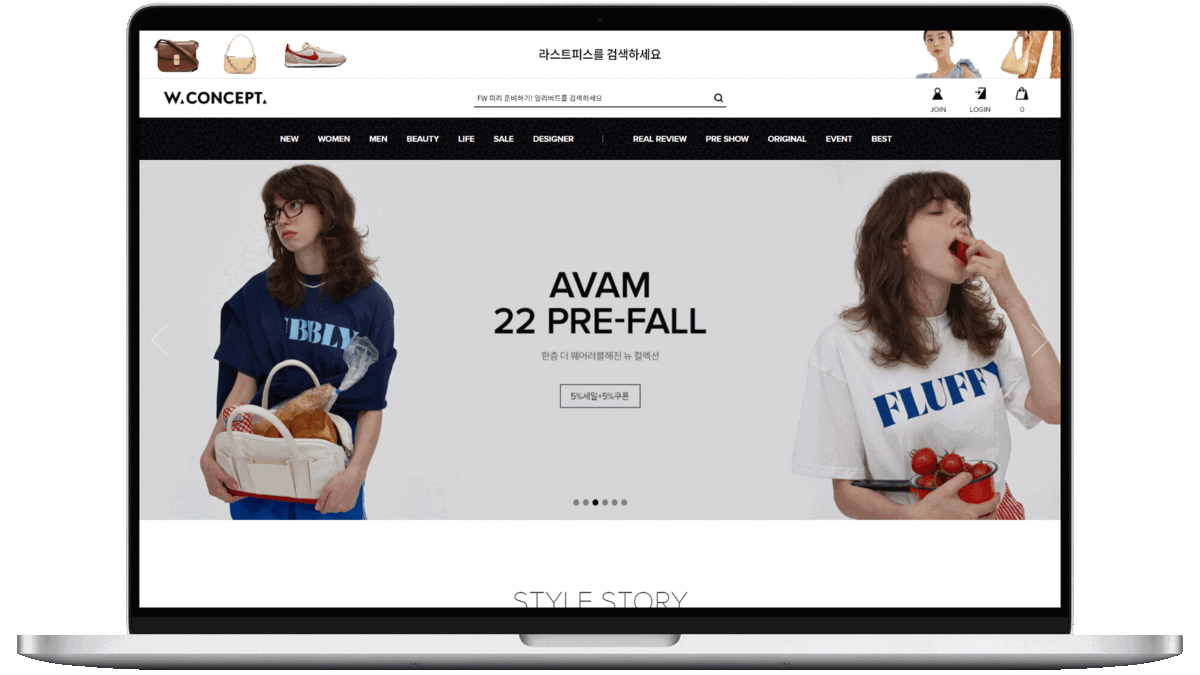 라스트피스를 검색하세요
W.CONCEPT.
FW 미리 준비하기! 얼리버드를 검색하세요
JOIN
LOGIN
0
NEW WOMEN MEN BEAUTY LIFE SALE DESIGNER | REAL REVIEW PRE SHOW ORIGINAL EVENT BEST
UBBLY
AVAM
22 PRE-FALL
한층 더 웨어러블해진 뉴 컬렉션
5%세일+5%쿠폰
FLUFFY
STYLE STORY